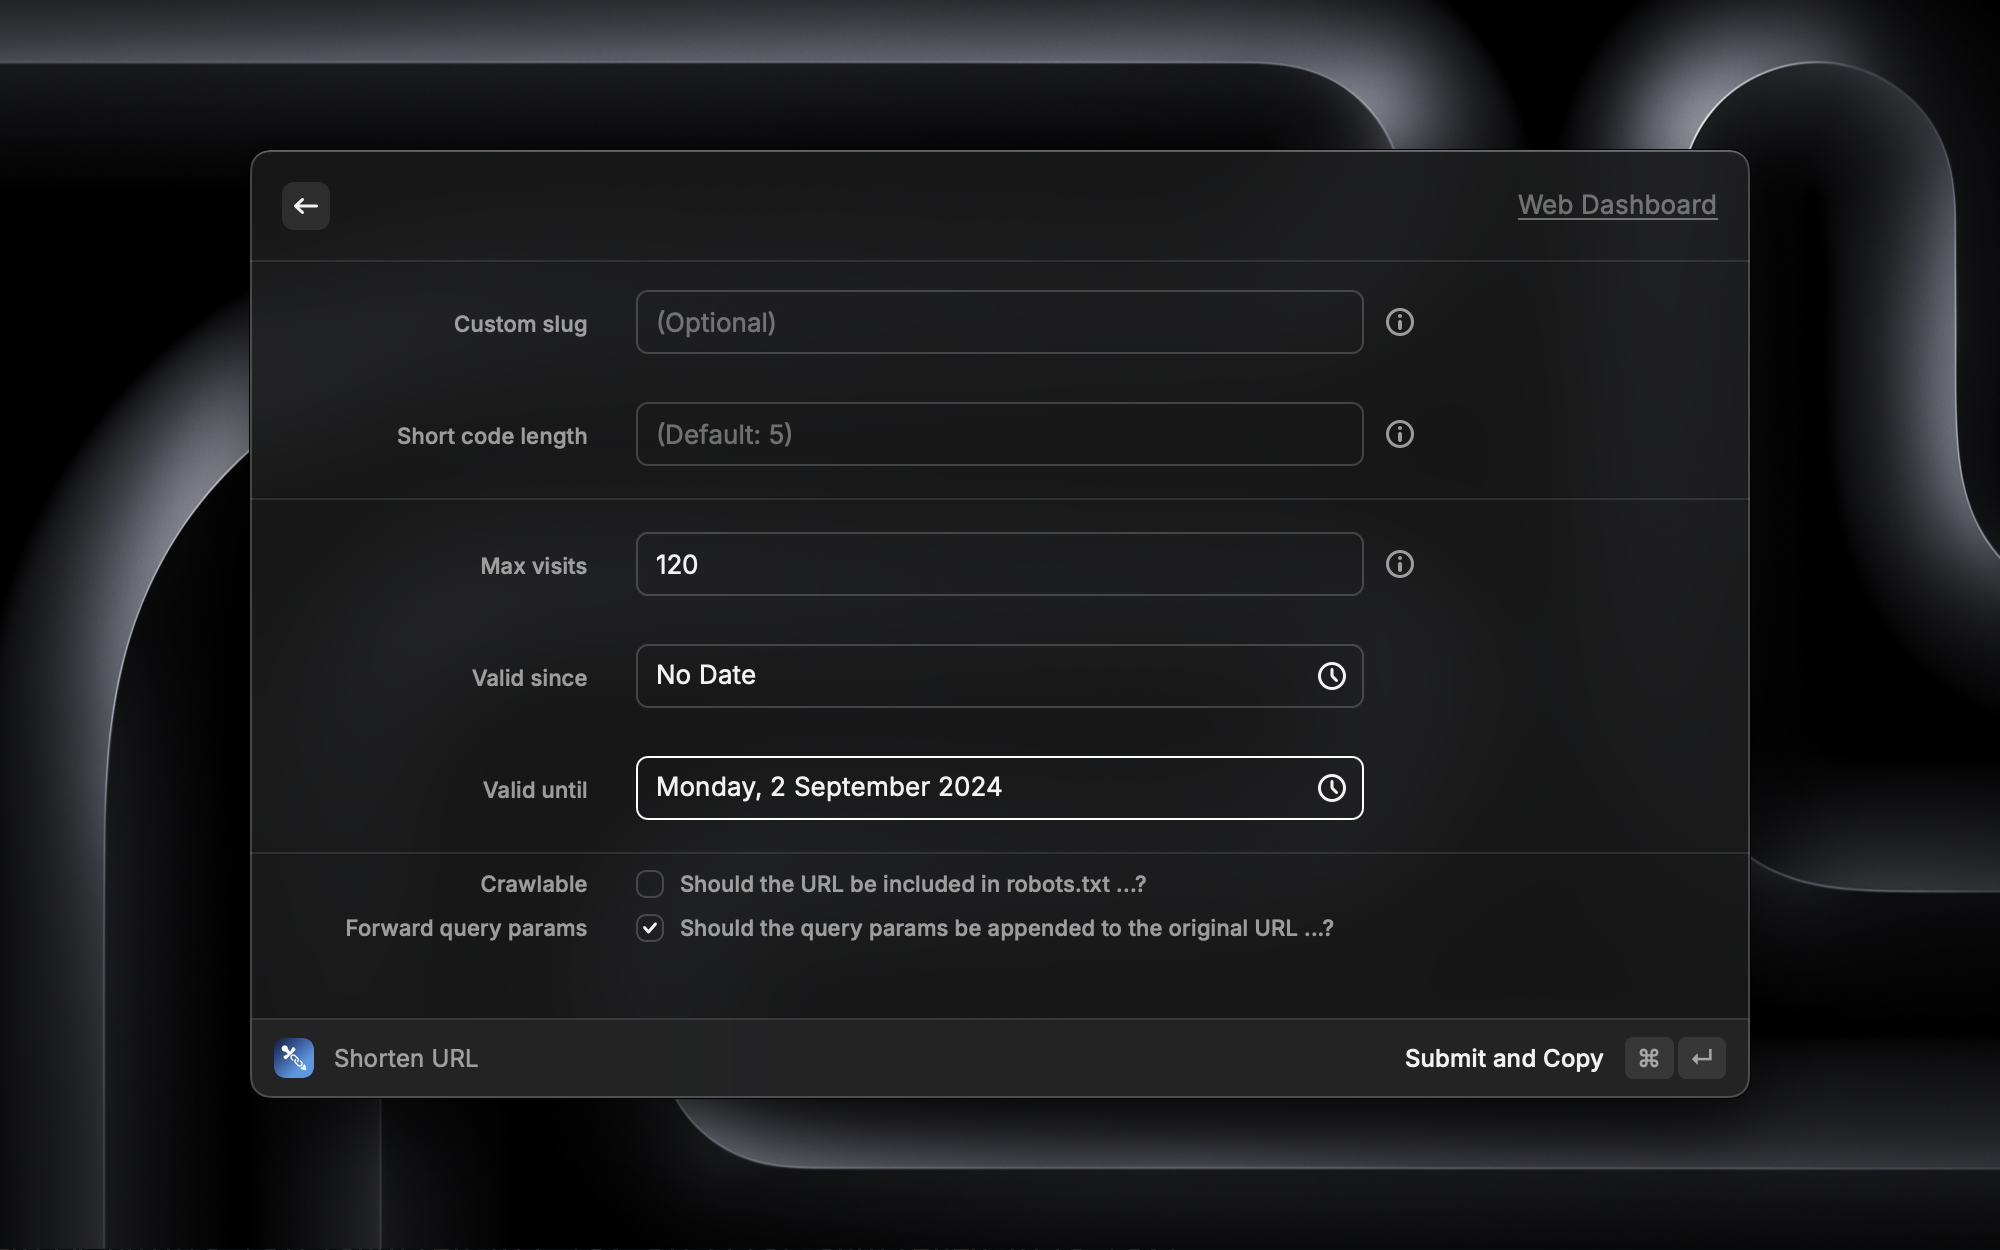 Web Dashboard
Custom slug (Optional)
Short code length (Default: 5)
Max visits 120
Valid since No Date
Valid until Monday, 2 September 2024
Crawlable Should the URL be included in robots.txt ...?
Forward query params Should the query params be appended to the original URL ...?
Shorten URL Submit and Copy ⌘ ↵